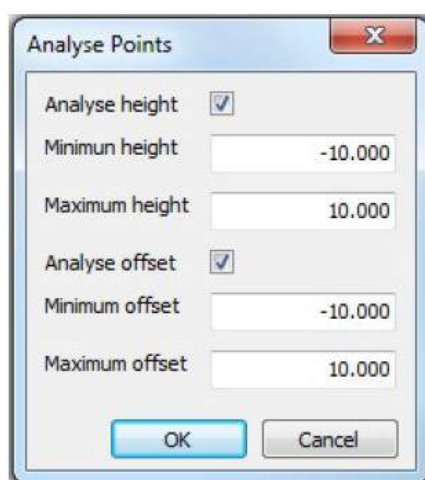 Analyse Points
Analyse height
Minimun height -10.000
Maximum height 10.000
Analyse offset
Minimum offset -10.000
Maximum offset 10.000
OK Cancel